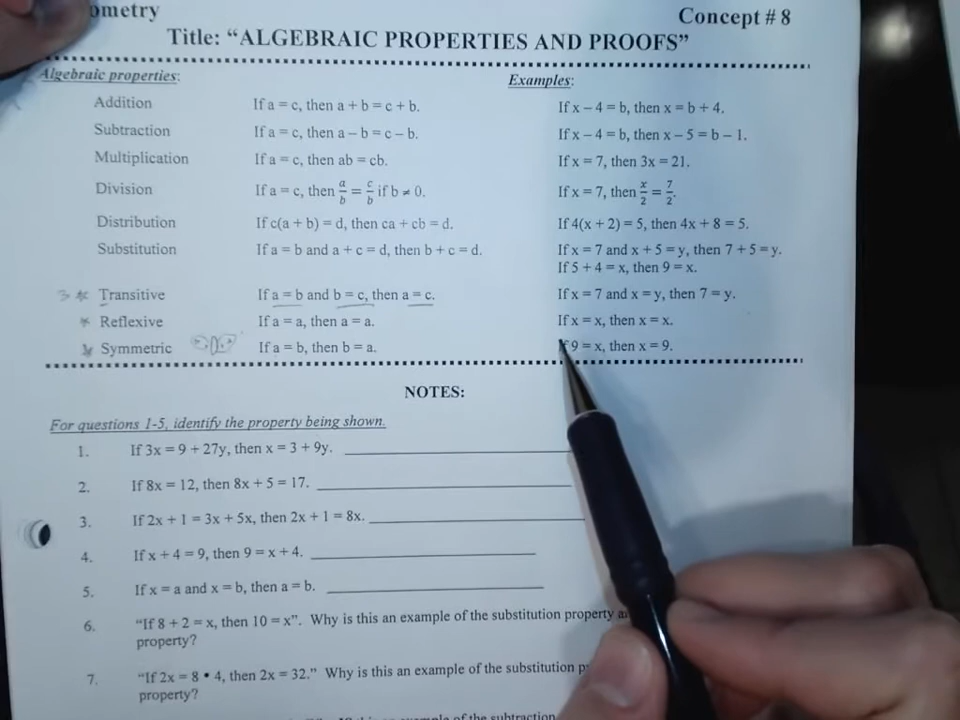 ometry
Concept # 8
Title: “ALGEBRAIC PROPERTIES AND PROOFS”
Algebraic properties:
Examples:
Addition If a = c, then a + b = c + b. If x – 4 = b, then x = b + 4.
Subtraction If a = c, then a – b = c – b. If x – 4 = b, then x – 5 = b – 1.
Multiplication If a = c, then ab = cb. If x = 7, then 3x = 21.
Division If a = c, then a/b = c/b if b ≠ 0. If x = 7, then x/2 = 7/2.
Distribution If c(a + b) = d, then ca + cb = d. If 4(x + 2) = 5, then 4x + 8 = 5.
Substitution If a = b and a + c = d, then b + c = d. If x = 7 and x + 5 = y, then 7 + 5 = y.
If 5 + 4 = x, then 9 = x.
Transitive If a = b and b = c, then a = c. If x = 7 and x = y, then 7 = y.
Reflexive If a = a, then a = a. If x = x, then x = x.
Symmetric If a = b, then b = a. If 9 = x, then x = 9.
NOTES:
For questions 1-5, identify the property being shown.
1. If 3x = 9 + 27y, then x = 3 + 9y.
2. If 8x = 12, then 8x + 5 = 17.
3. If 2x + 1 = 3x + 5x, then 2x + 1 = 8x.
4. If x + 4 = 9, then 9 = x + 4.
5. If x = a and x = b, then a = b.
6. “If 8 + 2 = x, then 10 = x”. Why is this an example of the substitution property
property?
7. “If 2x = 8 • 4, then 2x = 32.” Why is this an example of the substitution
property?
an example of the subtraction